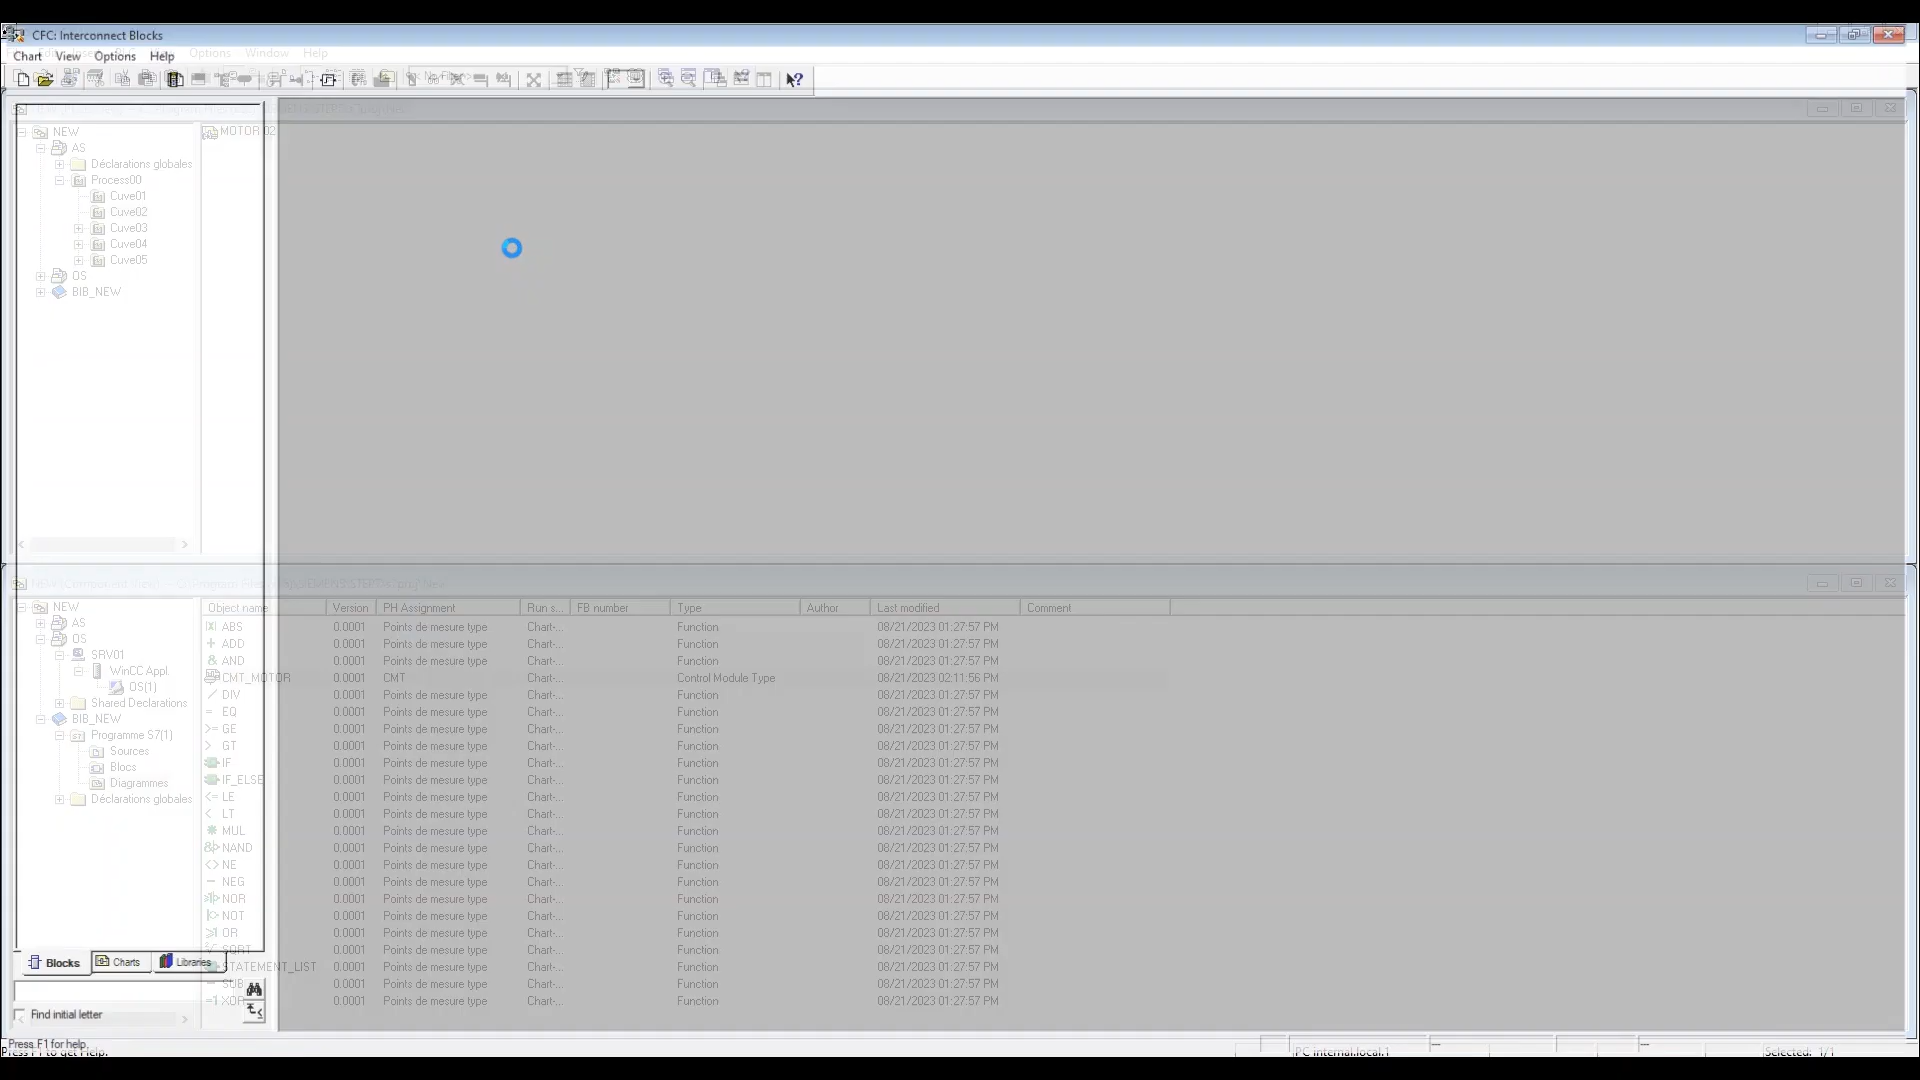 CFC: Interconnect Blocks
Options Window Help
Chart View Options Help
NEW MOTOR 02
AS
Déclarations globales
Process00
Cuve01
Cuve02
Cuve03
Cuve04
Cuve05
OS
BIB_NEW
NEW
AS
OS
SRV01
WinCC Appl.
OS(1)
Shared Declarations
BIB_NEW
Programme S7(1)
Sources
Blocs
Diagrammes
Déclarations globales
Object name Version PH Assignment Run s... FB number Type Author Last modified Comment
ABS 0.0001 Points de mesure type Chart-... Function 08/21/2023 01:27:57 PM
ADD 0.0001 Points de mesure type Chart-... Function 08/21/2023 01:27:57 PM
AND 0.0001 Points de mesure type Chart-... Function 08/21/2023 01:27:57 PM
CMT_MOTOR 0.0001 CMT Chart-... Control Module Type 08/21/2023 02:11:56 PM
DIV 0.0001 Points de mesure type Chart-... Function 08/21/2023 01:27:57 PM
EQ 0.0001 Points de mesure type Chart-... Function 08/21/2023 01:27:57 PM
GE 0.0001 Points de mesure type Chart-... Function 08/21/2023 01:27:57 PM
GT 0.0001 Points de mesure type Chart-... Function 08/21/2023 01:27:57 PM
IF 0.0001 Points de mesure type Chart-... Function 08/21/2023 01:27:57 PM
IF_ELSE 0.0001 Points de mesure type Chart-... Function 08/21/2023 01:27:57 PM
LE 0.0001 Points de mesure type Chart-... Function 08/21/2023 01:27:57 PM
LT 0.0001 Points de mesure type Chart-... Function 08/21/2023 01:27:57 PM
MUL 0.0001 Points de mesure type Chart-... Function 08/21/2023 01:27:57 PM
NAND 0.0001 Points de mesure type Chart-... Function 08/21/2023 01:27:57 PM
NE 0.0001 Points de mesure type Chart-... Function 08/21/2023 01:27:57 PM
NEG 0.0001 Points de mesure type Chart-... Function 08/21/2023 01:27:57 PM
NOR 0.0001 Points de mesure type Chart-... Function 08/21/2023 01:27:57 PM
NOT 0.0001 Points de mesure type Chart-... Function 08/21/2023 01:27:57 PM
OR 0.0001 Points de mesure type Chart-... Function 08/21/2023 01:27:57 PM
SQRT 0.0001 Points de mesure type Chart-... Function 08/21/2023 01:27:57 PM
STATEMENT_LIST 0.0001 Points de mesure type Chart-... Function 08/21/2023 01:27:57 PM
SUB 0.0001 Points de mesure type Chart-... Function 08/21/2023 01:27:57 PM
XOR 0.0001 Points de mesure type Chart-... Function 08/21/2023 01:27:57 PM
Blocks Charts Libraries
Find initial letter
Press F1 for help.
Press F1 to get Help.
PC internal.local.1
Selected: 1/1